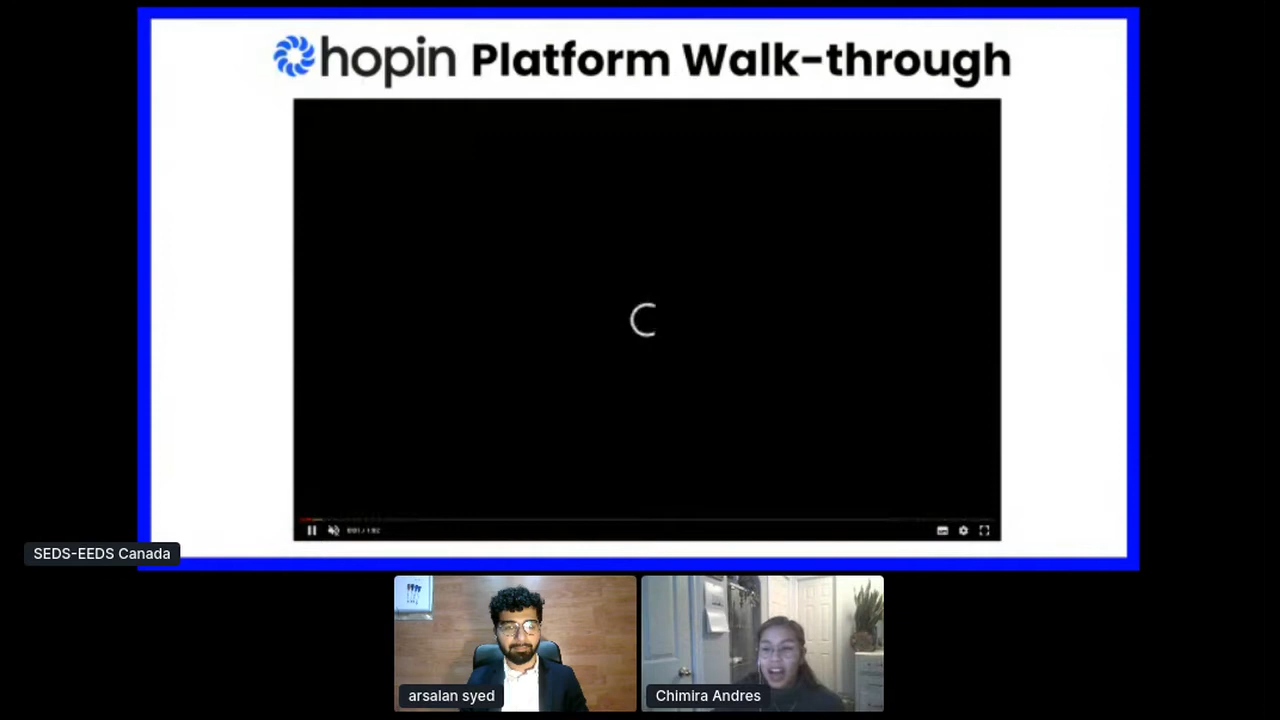 hopin Platform Walk-through
SEDS-EEDS Canada
arsalan syed
Chimira Andres